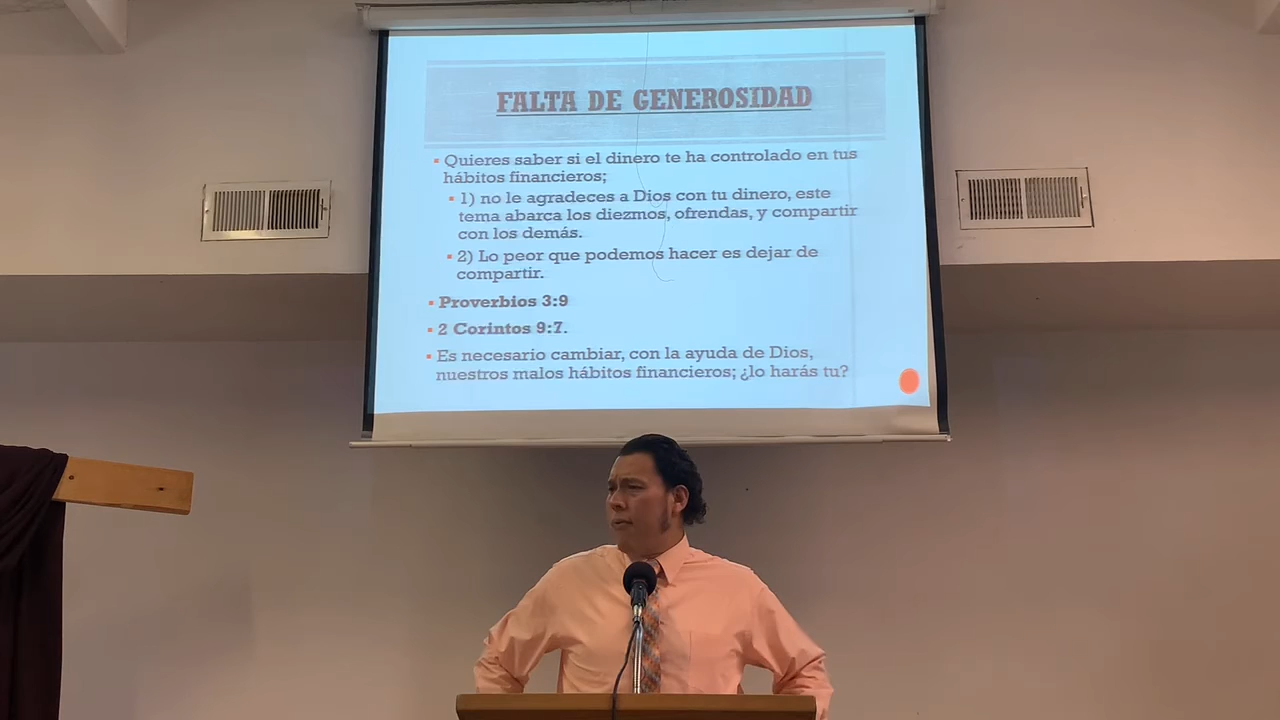 FALTA DE GENEROSIDAD
▪ Quieres saber si el dinero te ha controlado en tus
hábitos financieros;
▪ 1) no le agradeces a Dios con tu dinero, este
tema abarca los diezmos, ofrendas, y compartir
con los demás.
▪ 2) Lo peor que podemos hacer es dejar de
compartir.
▪ Proverbios 3:9
▪ 2 Corintos 9:7.
▪ Es necesario cambiar, con la ayuda de Dios,
nuestros malos hábitos financieros; ¿lo harás tu?